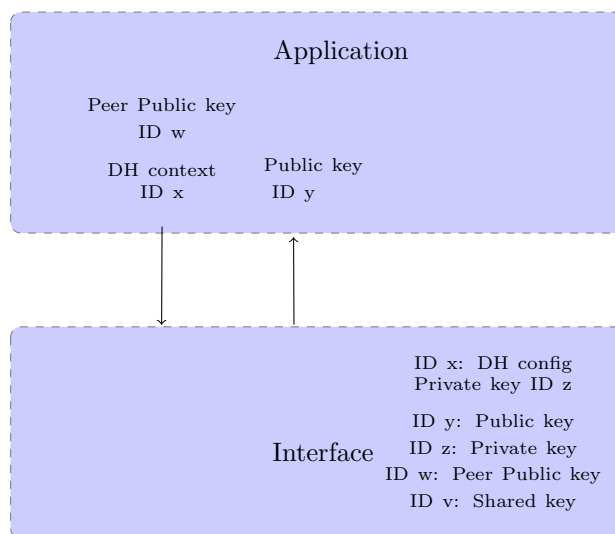 Application
Peer Public key
ID w
DH context
ID x
Public key
ID y
ID x: DH config
Private key ID z
ID y: Public key
Interface
ID z: Private key
ID w: Peer Public key
ID v: Shared key